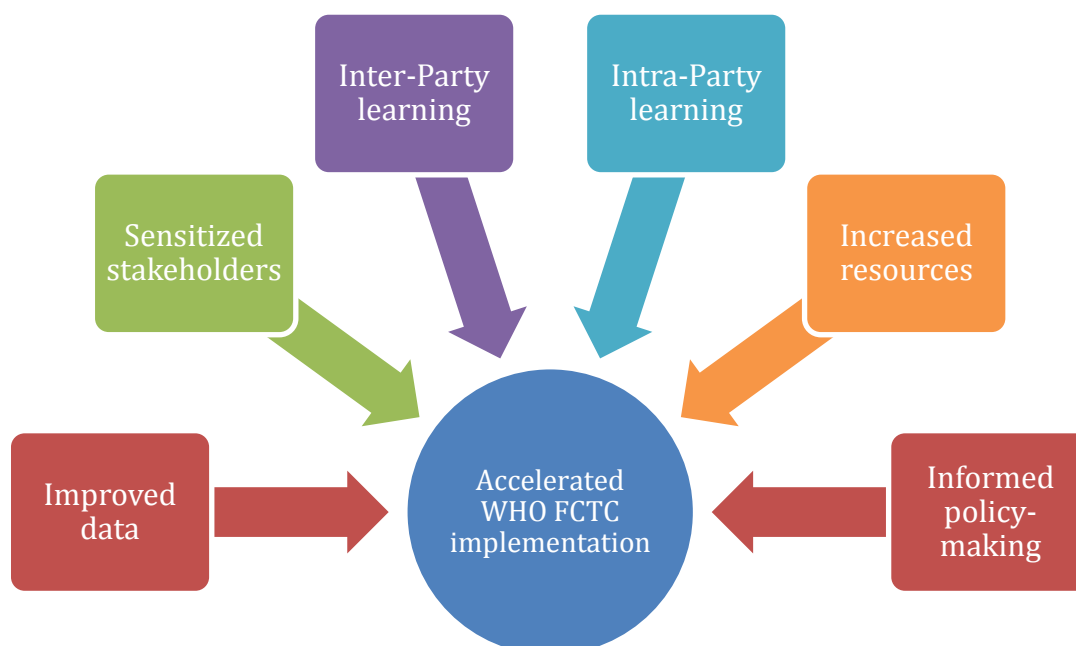 Inter-Party
learning
Intra-Party
learning
Sensitized
stakeholders
Increased
resources
Improved
data
Accelerated
WHO FCTC
implementation
Informed
policy-
making